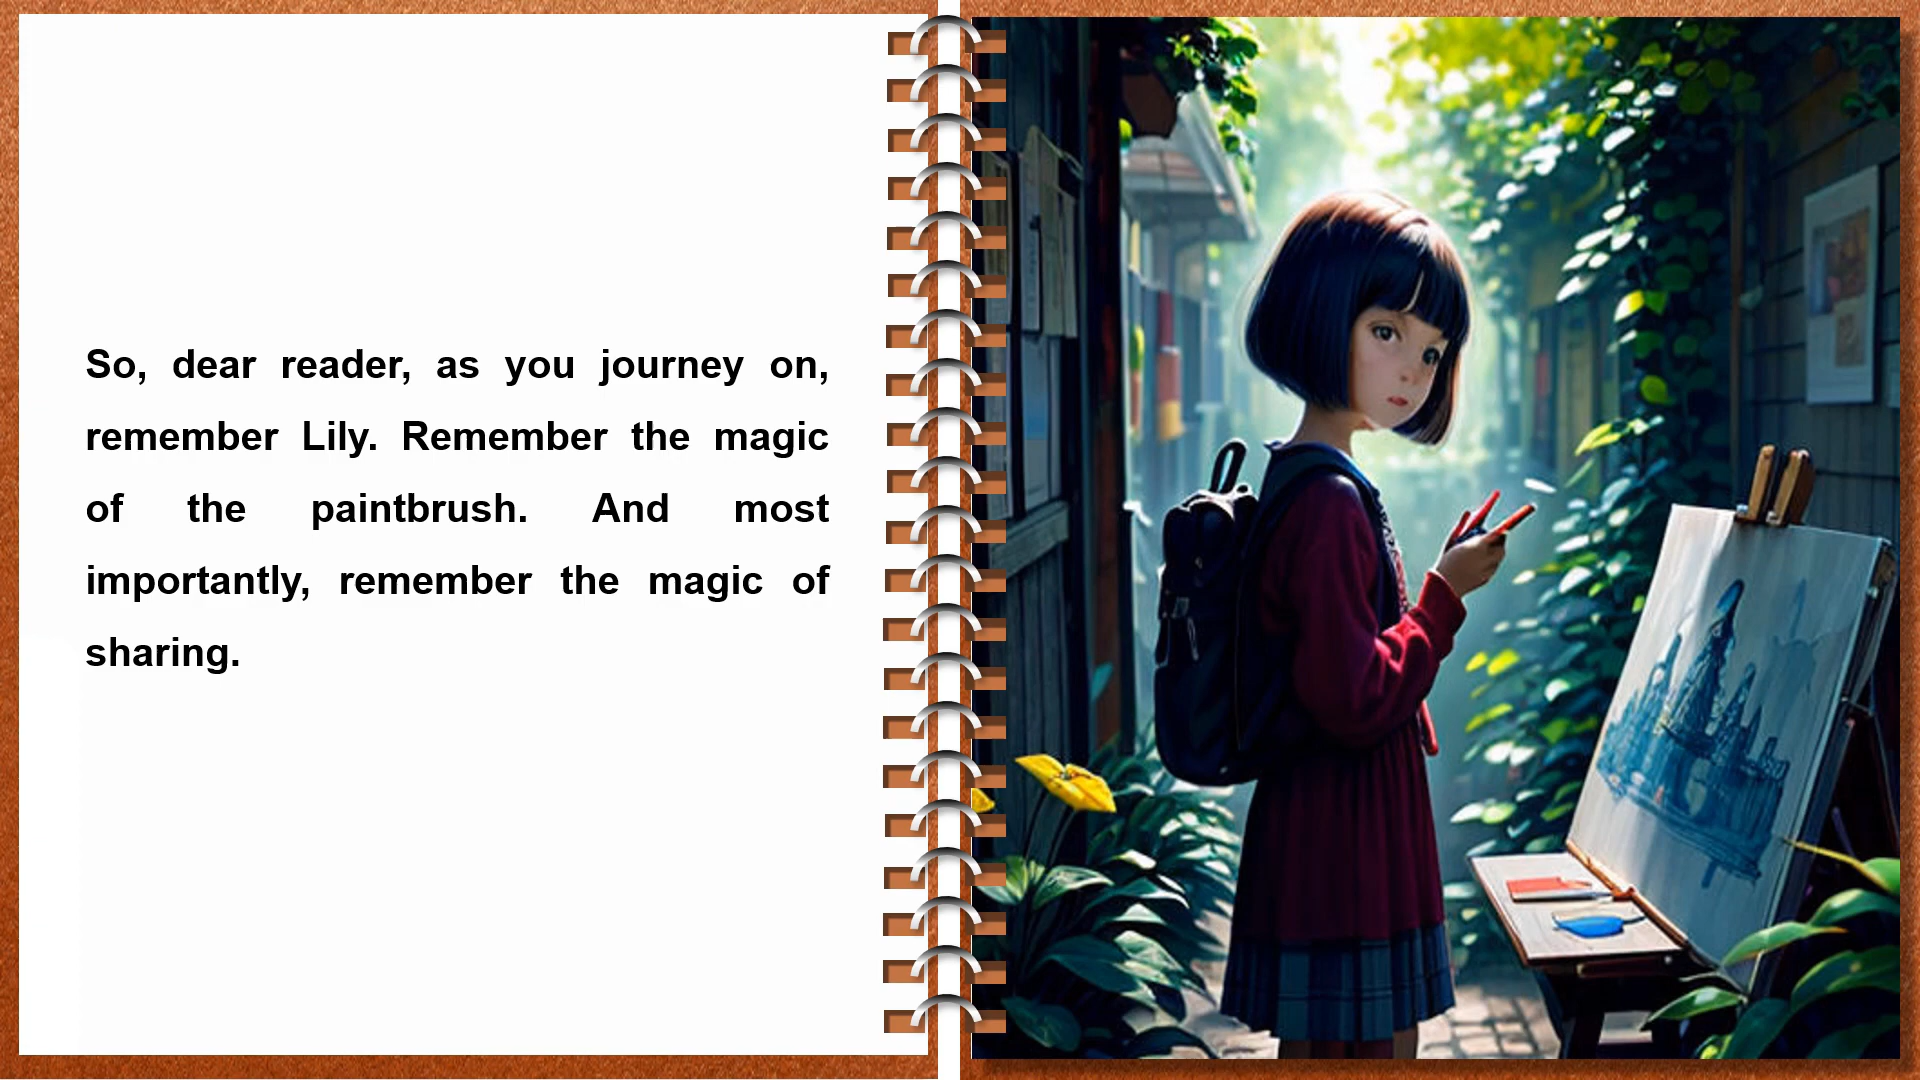 So, dear reader, as you journey on,
remember Lily. Remember the magic
of the paintbrush. And most
importantly, remember the magic of
sharing.